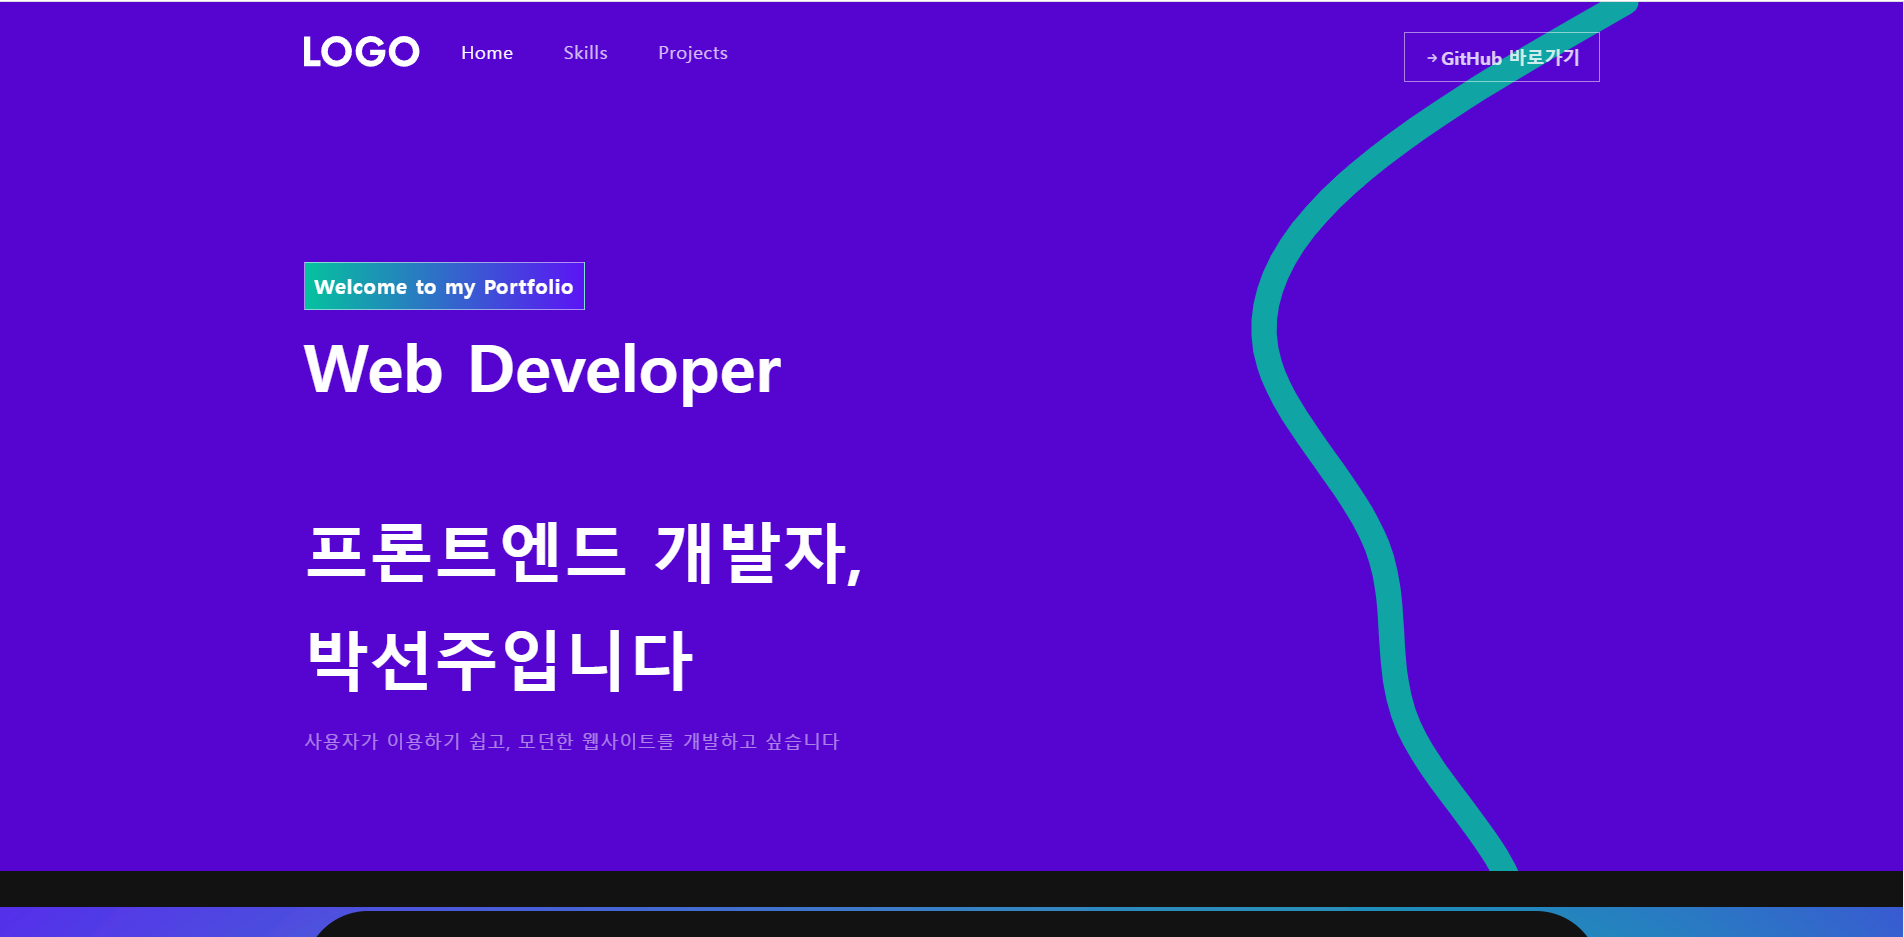 LOGO Home Skills Projects →GitHub 바로가기
Welcome to my Portfolio
Web Developer
프론트엔드 개발자,
박선주입니다
사용자가 이용하기 쉽고, 모던한 웹사이트를 개발하고 싶습니다